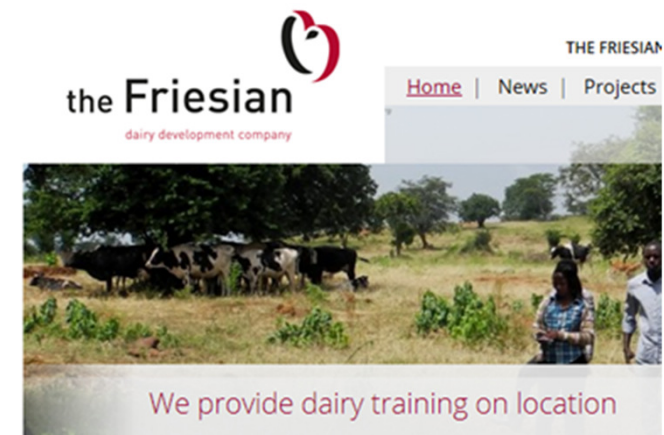 THE FRIESIAN
the Friesian
dairy development company
Home | News | Projects
We provide dairy training on location